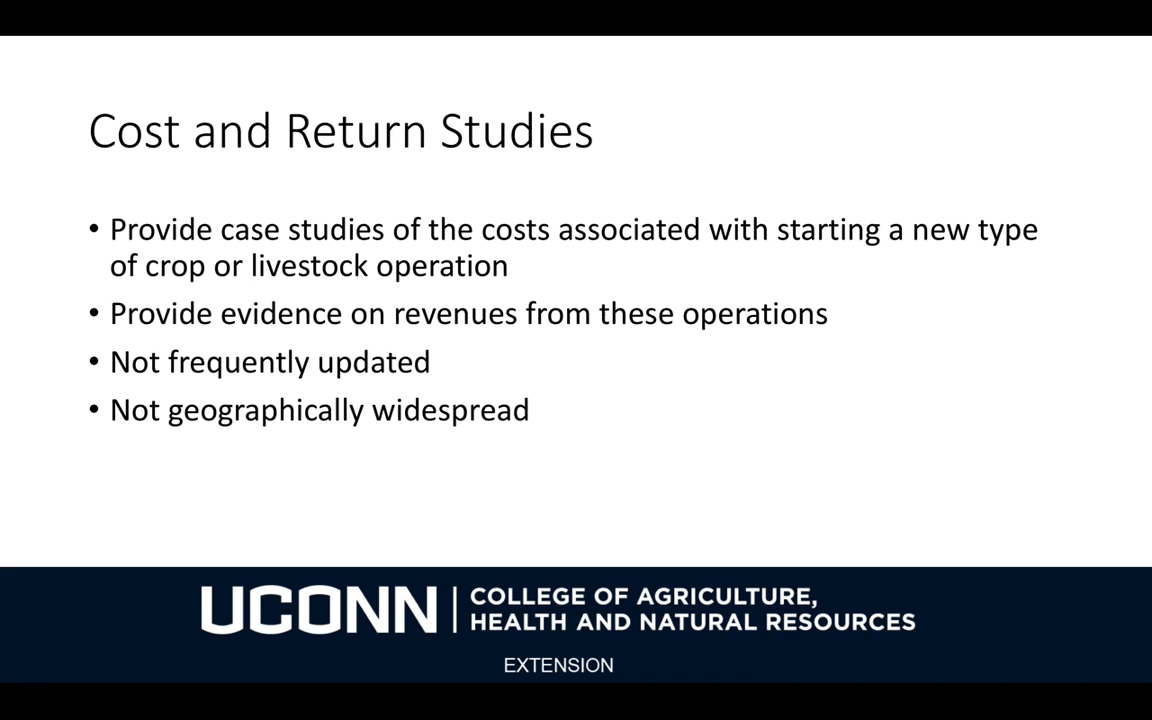 Cost and Return Studies
• Provide case studies of the costs associated with starting a new type
of crop or livestock operation
• Provide evidence on revenues from these operations
• Not frequently updated
• Not geographically widespread
UCONN
COLLEGE OF AGRICULTURE,
HEALTH AND NATURAL RESOURCES
EXTENSION